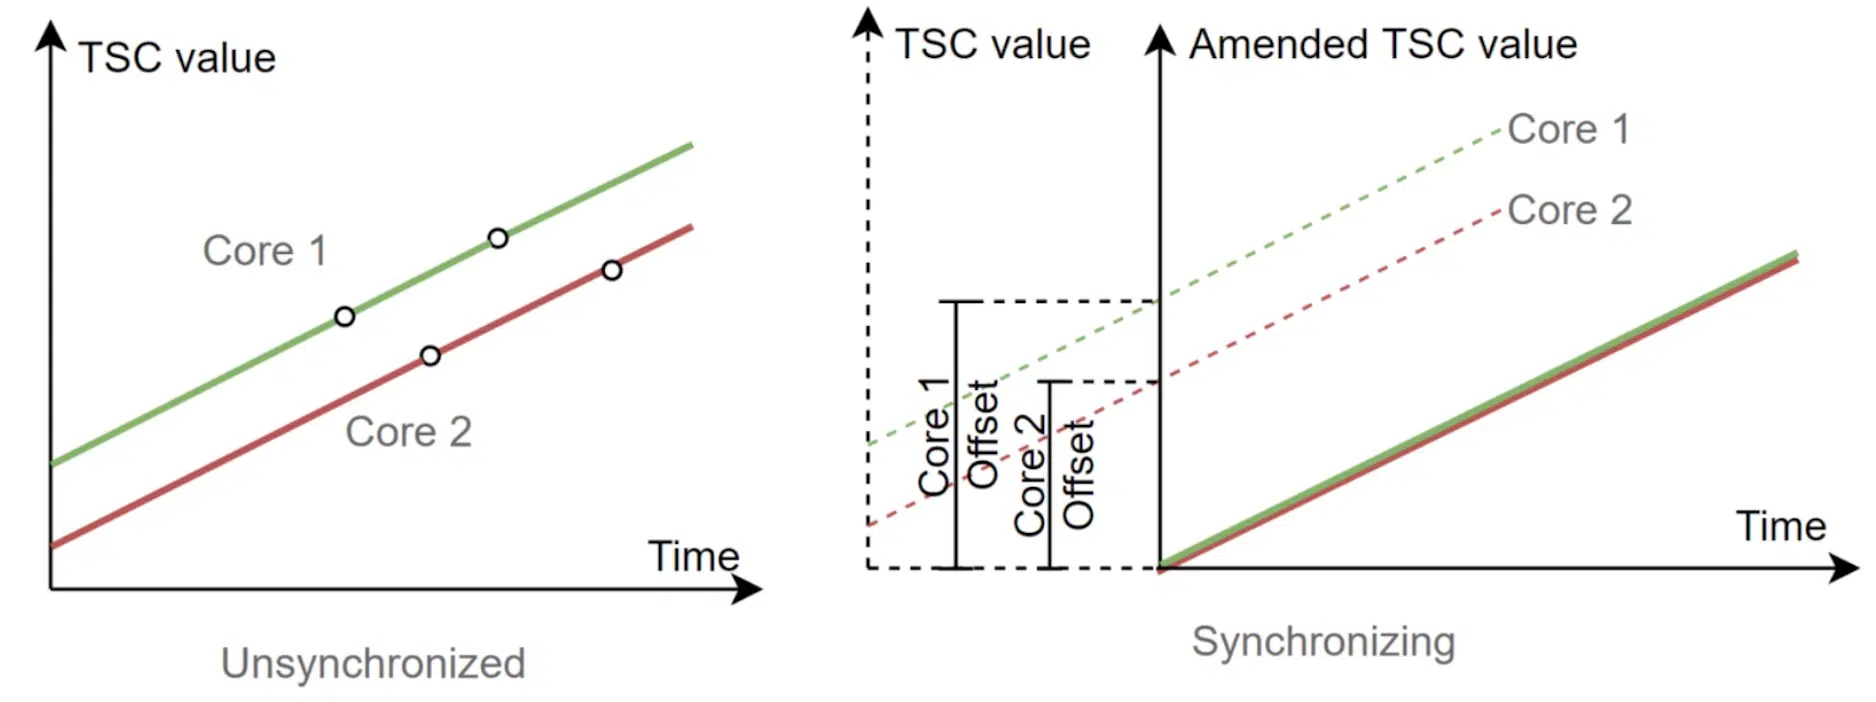 TSC value
Core 1
Core 2
Time
Unsynchronized
TSC value
Amended TSC value
Core 1
Core 2
Core 1
Offset
Core 2
Offset
Time
Synchronizing